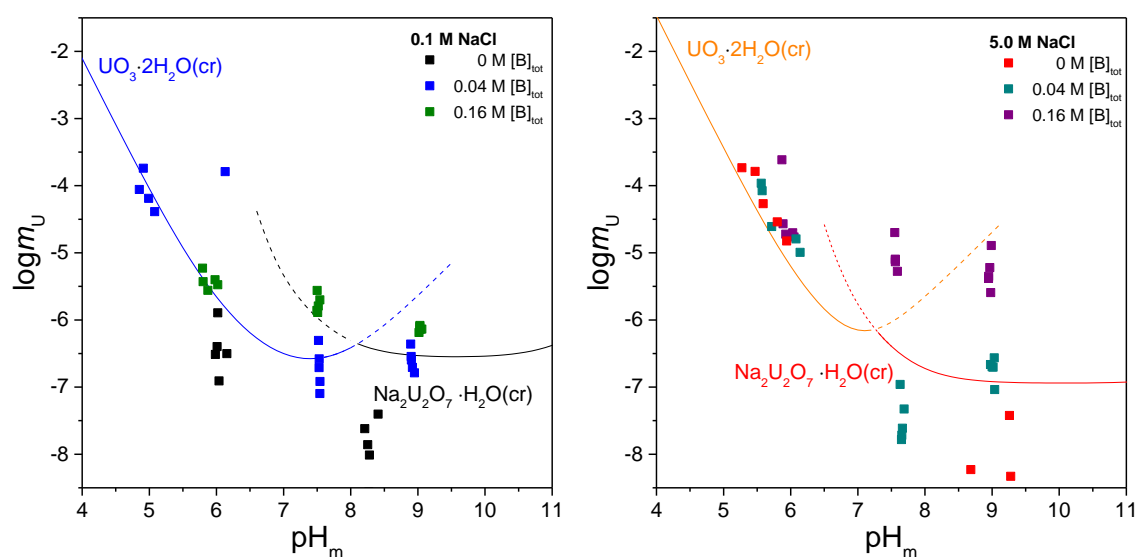 0.1 M NaCl
0 M [B]tot
0.04 M [B]tot
0.16 M [B]tot
UO3·2H2O(cr)
Na2U2O7·H2O(cr)
-2
-3
-4
-5
-6
-7
-8
logmU
4 5 6 7 8 9 10 11
pHm
5.0 M NaCl
0 M [B]tot
0.04 M [B]tot
0.16 M [B]tot
UO3·2H2O(cr)
Na2U2O7·H2O(cr)
-2
-3
-4
-5
-6
-7
-8
logmU
4 5 6 7 8 9 10 11
pHm